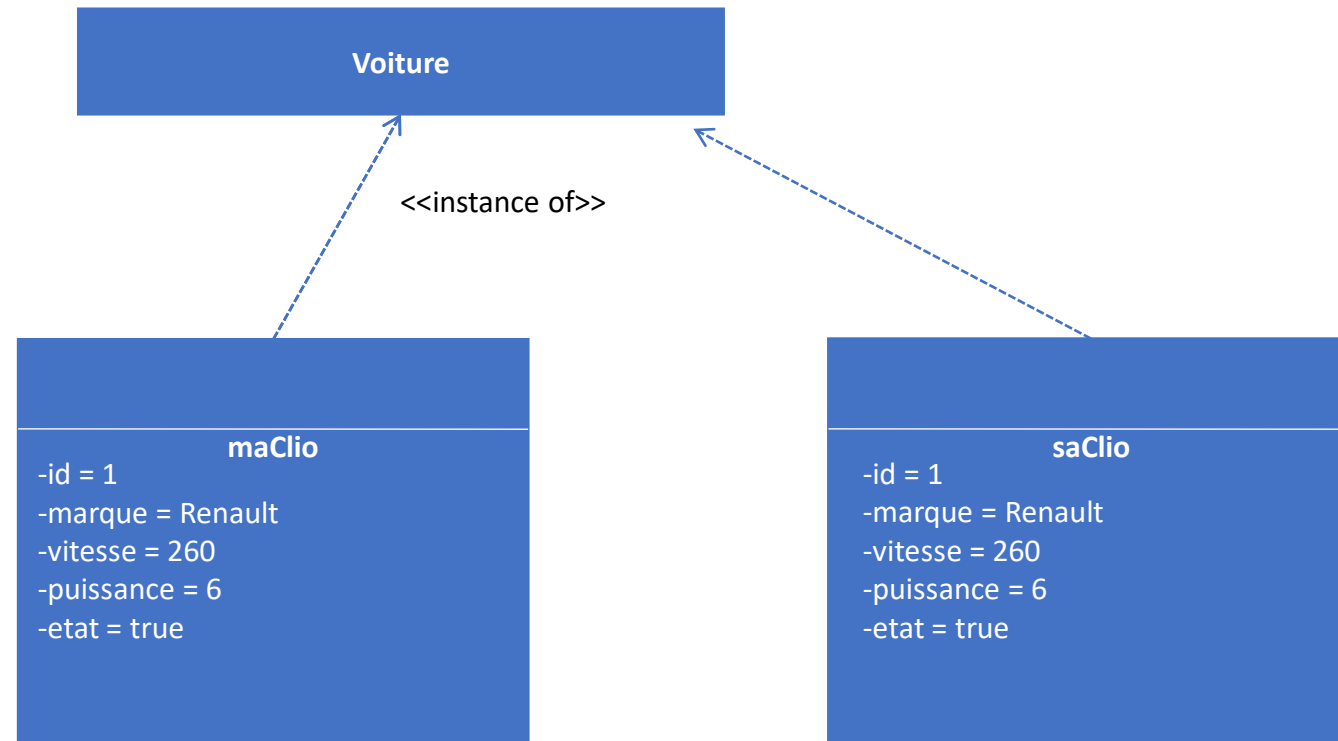 Voiture
<<instance of>>
maClio
-id = 1
-marque = Renault
-vitesse = 260
-puissance = 6
-etat = true
saClio
-id = 1
-marque = Renault
-vitesse = 260
-puissance = 6
-etat = true